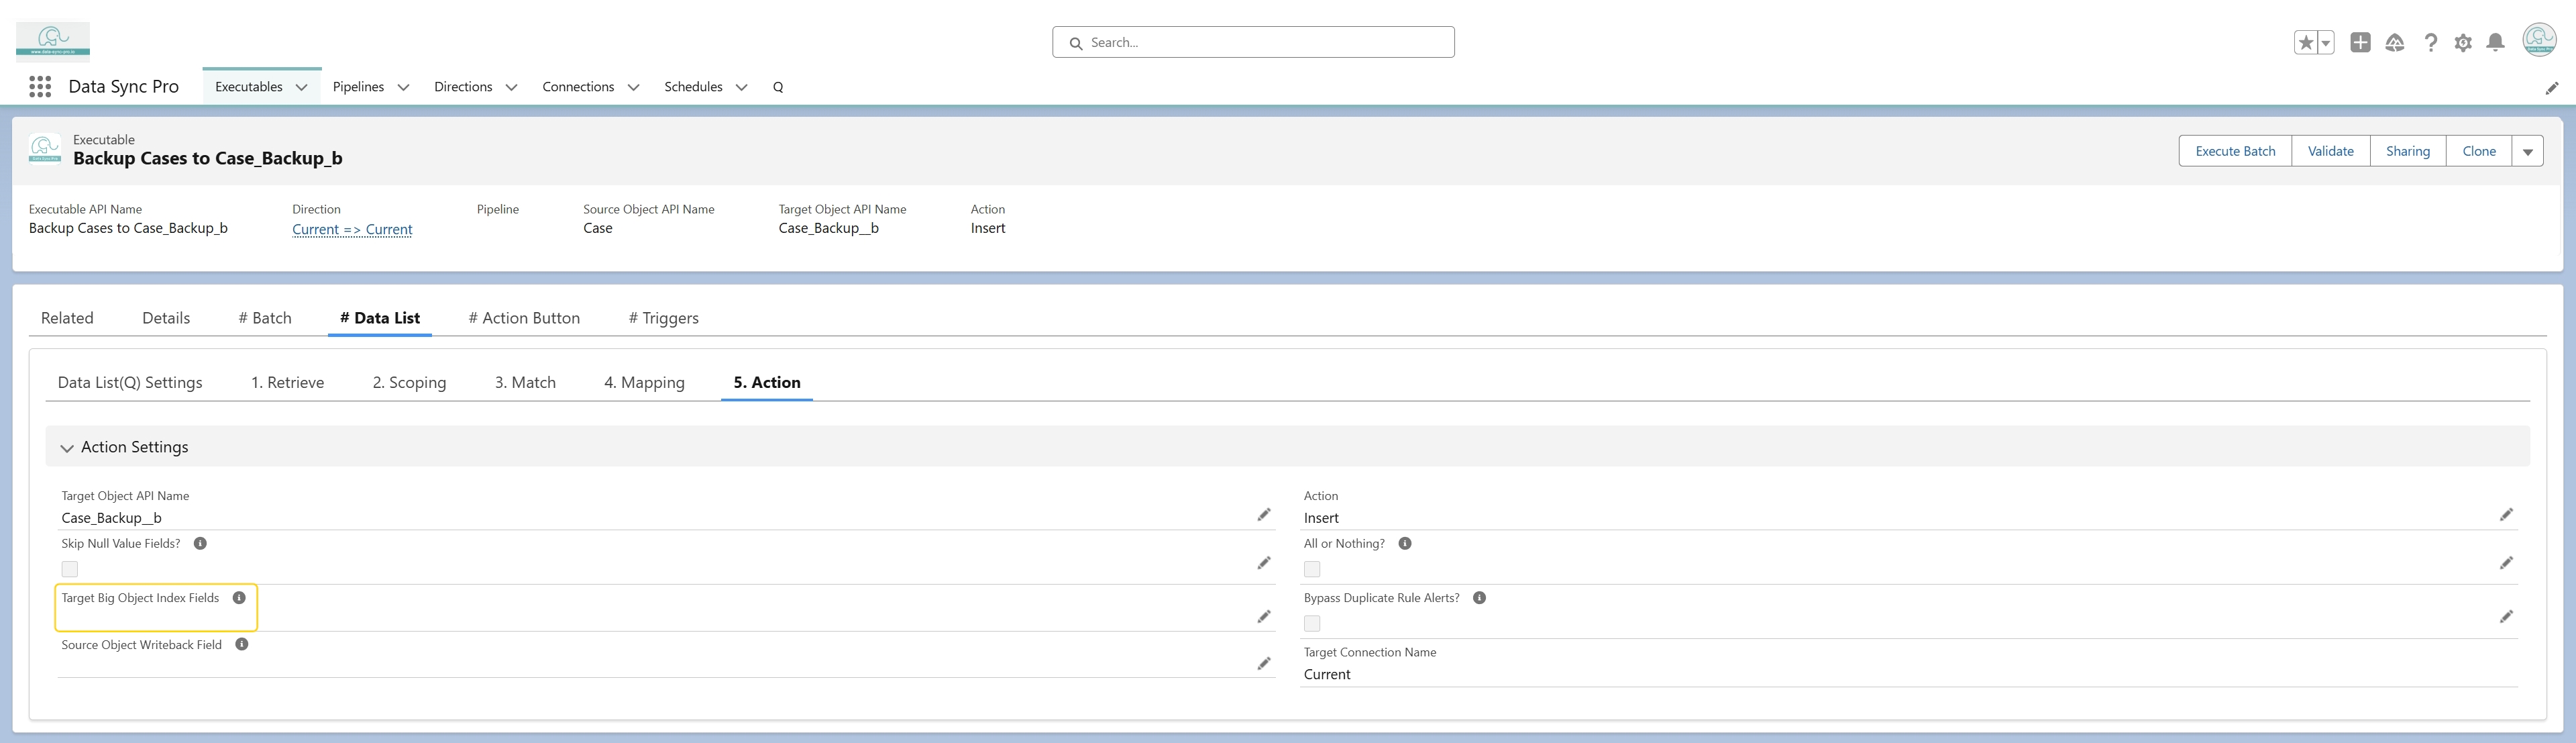 www.data-sync-pro.io
Search...
Data Sync Pro
Executables
Pipelines
Directions
Connections
Schedules
Q
Executable
Backup Cases to Case_Backup_b
Execute Batch
Validate
Sharing
Clone
Executable API Name
Backup Cases to Case_Backup_b
Direction
Current => Current
Pipeline
Source Object API Name
Case
Target Object API Name
Case_Backup__b
Action
Insert
Related
Details
# Batch
# Data List
# Action Button
# Triggers
Data List(Q) Settings
1. Retrieve
2. Scoping
3. Match
4. Mapping
5. Action
Action Settings
Target Object API Name
Case_Backup__b
Action
Insert
Skip Null Value Fields?
All or Nothing?
Target Big Object Index Fields
Bypass Duplicate Rule Alerts?
Source Object Writeback Field
Target Connection Name
Current